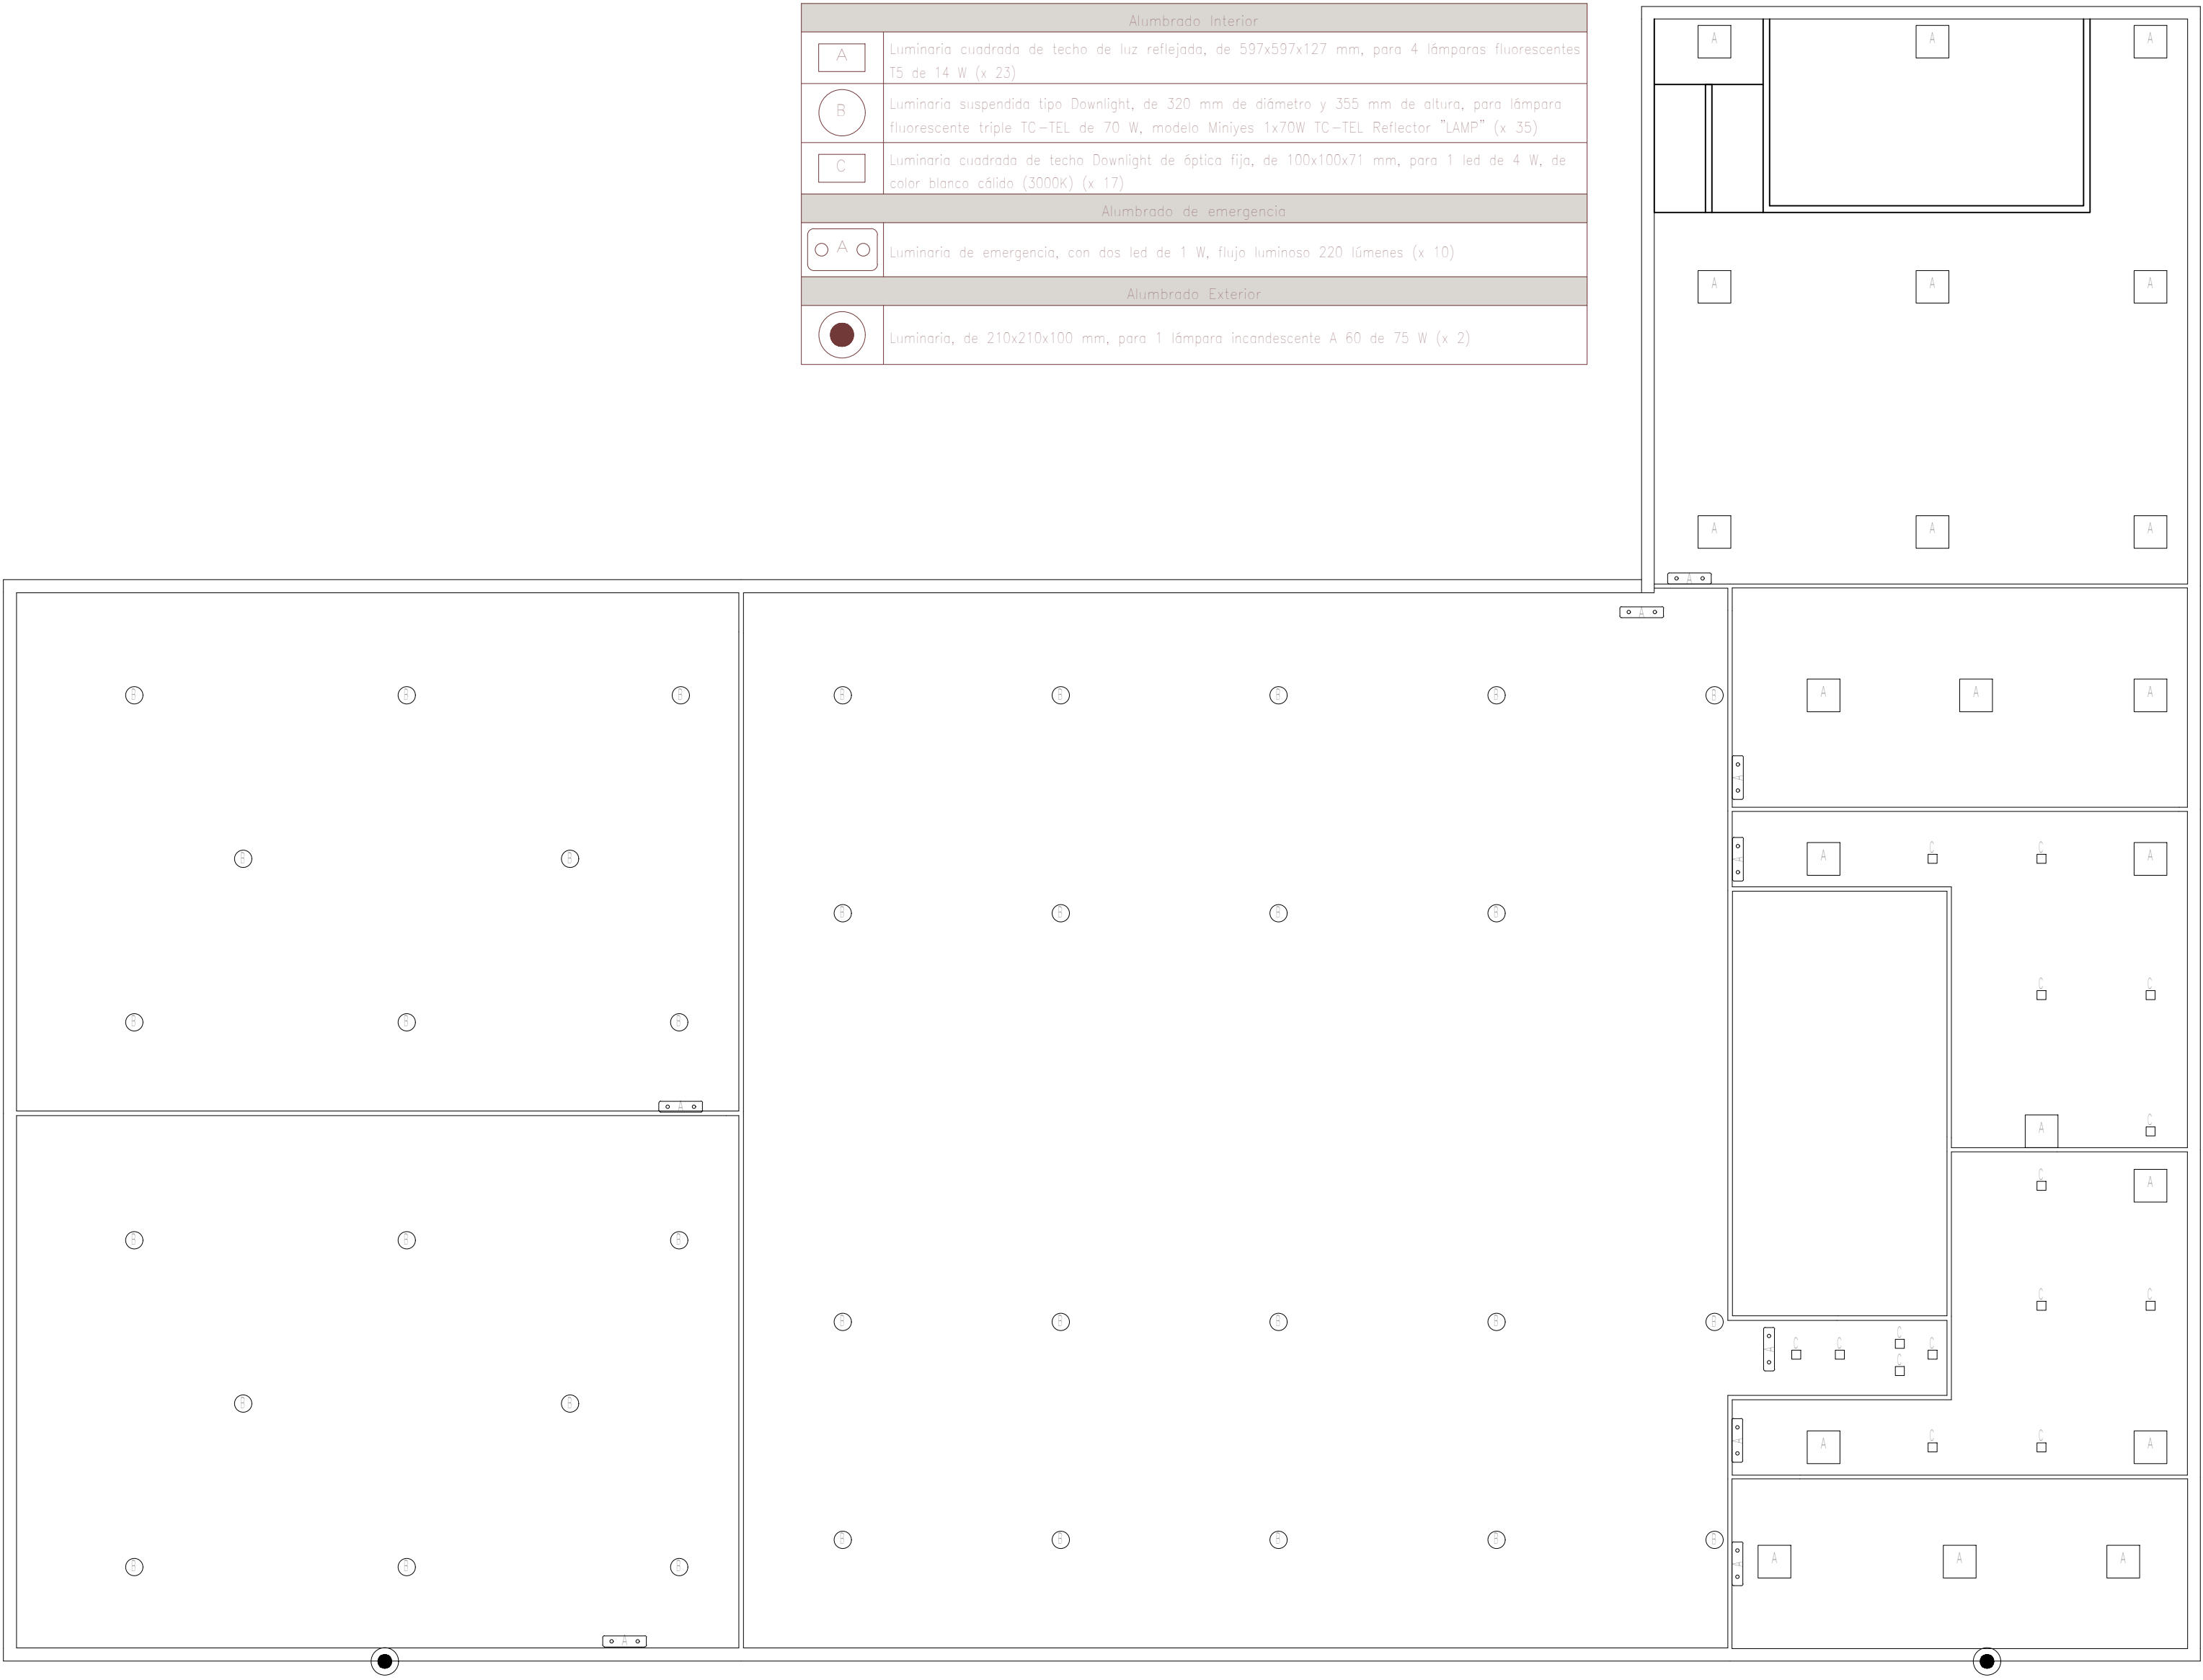 Alumbrado Interior
A
Luminaria cuadrada de techo de luz reflejada, de 597x597x127 mm, para 4 lámparas fluorescentes
T5 de 14 W (x 23)
B
Luminaria suspendida tipo Downlight, de 320 mm de diámetro y 355 mm de altura, para lámpara
fluorescente triple TC-TEL de 70 W, modelo Miniyes 1x70W TC-TEL Reflector "LAMP" (x 35)
C
Luminaria cuadrada de techo Downlight de óptica fija, de 100x100x71 mm, para 1 led de 4 W, de
color blanco cálido (3000K) (x 17)
Alumbrado de emergencia
A
Luminaria de emergencia, con dos led de 1 W, flujo luminoso 220 lúmenes (x 10)
Alumbrado Exterior
Luminaria, de 210x210x100 mm, para 1 lámpara incandescente A 60 de 75 W (x 2)
A A A
A A A
A A A
A
A
B B B B B B B B A A A
A
A A C C A
B B
B B B B
C C
B B B
A
A C
C A
B B B
C C
B B B B B
A C C C C C
B B
A A C C A
B B B B B
A A A A
B B B
A